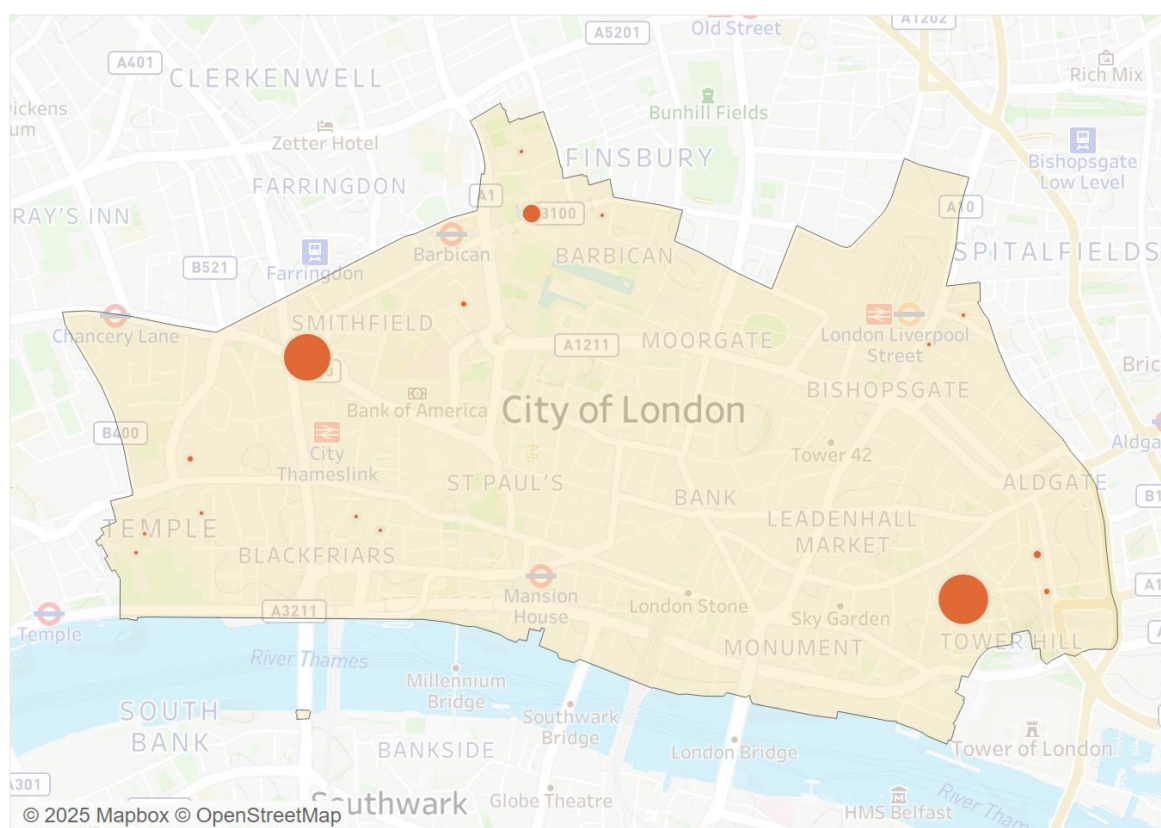 A5201
Old Street
A1202
A401
CLERKENWELL
Rich Mix
ickens
um
Bunhill Fields
Zetter Hotel
FINSBURY
Bishopsgate
Low Level
FARRINGDON
A1
RAY'S INN
3100
A10
Barbican
BARBICAN
SPITALFIELDS
B521
Farringdon
SMITHFIELD
Chancery Lane
A1211
MOORGATE
London Liverpool
Street
0
Bric
BISHOPSGATE
Bank of America
City of London
B400
Aldga
City
Thameslink
Tower 42
ST PAUL'S
BANK
ALDGATE
B1
TEMPLE
LEADENHALL
MARKET
BLACKFRIARS
A1
Mansion
House
A3211
London Stone
Sky Garden
Temple
MONUMENT
TOWER HILL
A
River Thames
Millennium
Bridge
SOUTH
BANK
Southwark
Bridge
BANKSIDE
London Bridge
Tower of London
A301
Southwark
Globe Theatre
River Tham
HMS Belfast
© 2025 Mapbox © OpenStreetMap